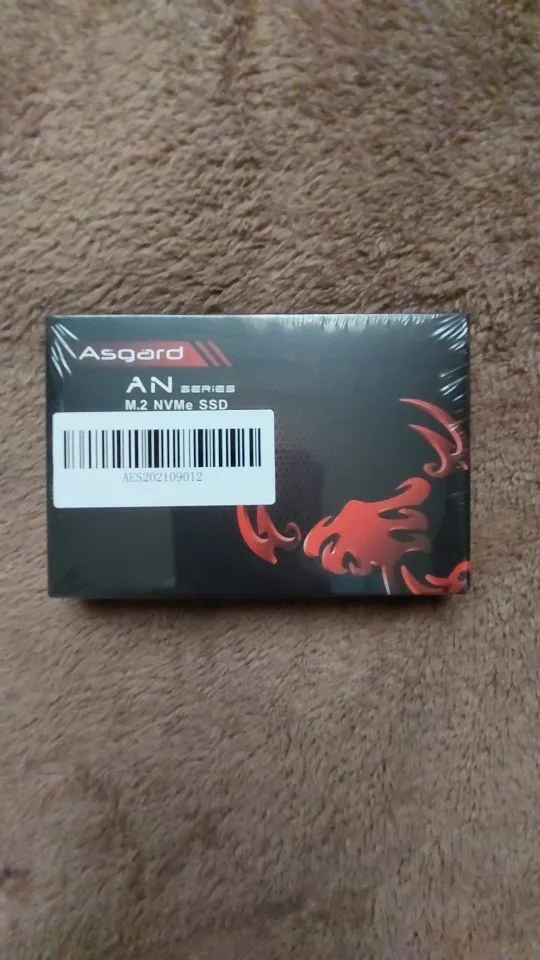 Asgard
AN SERIES
M.2 NVMe SSD
AES202109012